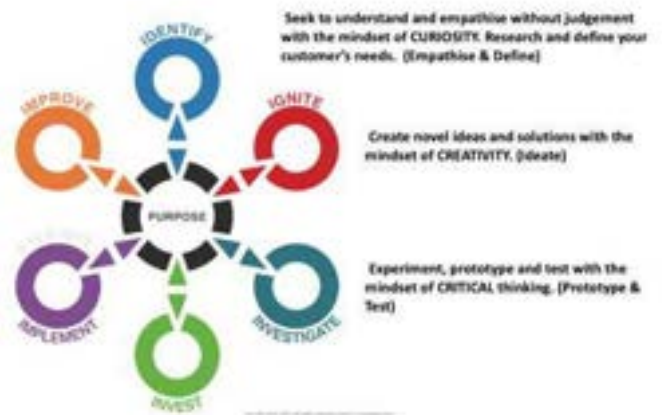 IDENTIFY
Seek to understand and empathise without judgement
with the mindset of CURIOSITY. Research and define your
customer's needs. (Empathise & Define)
IMPROVE
IGNITE
Create novel ideas and solutions with the
mindset of CREATIVITY. (Ideate)
PURPOSE
Experiment, prototype and test with the
mindset of CRITICAL thinking. (Prototype &
Test)
IMPLEMENT
INVESTIGATE
INVEST